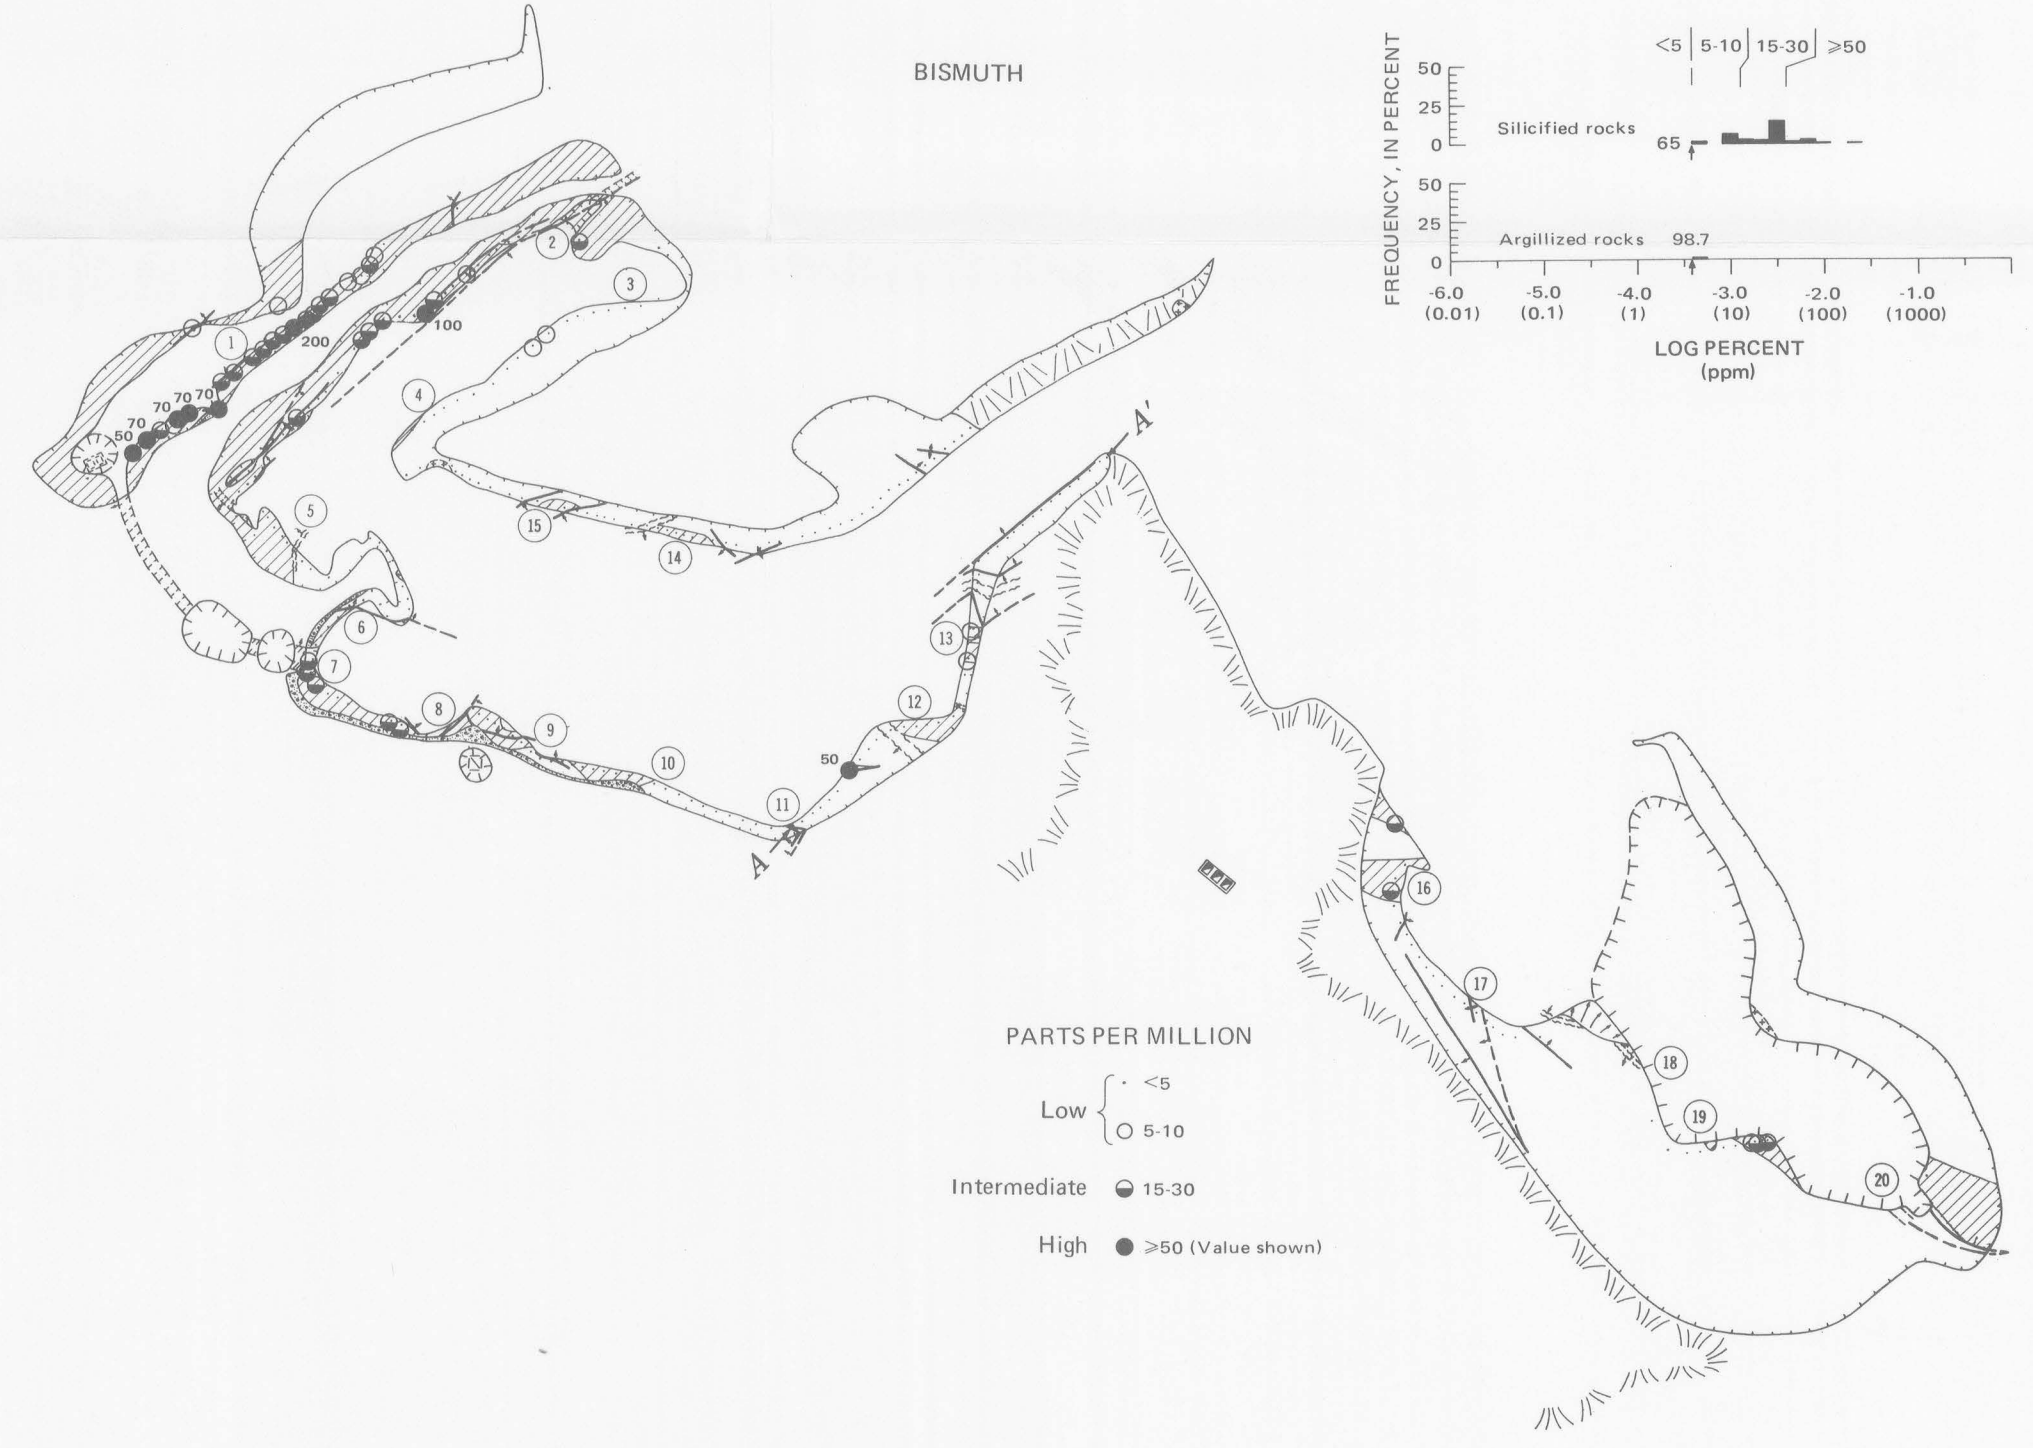 BISMUTH
FREQUENCY, IN PERCENT
<5 5-10 15-30 ⩾50
50
25
0
Silicified rocks
65
50
25
0
Argillized rocks 98.7
-6.0 -5.0 -4.0 -3.0 -2.0 -1.0
(0.01) (0.1) (1) (10) (100) (1000)
LOG PERCENT
(ppm)
2
3
1
200
100
4
70
70
70
70
50
A'
5
15
14
6
7
13
8
9
12
10
50
11
A
16
17
18
19
20
PARTS PER MILLION
Low
<5
5-10
Intermediate 15-30
High ⩾50 (Value shown)